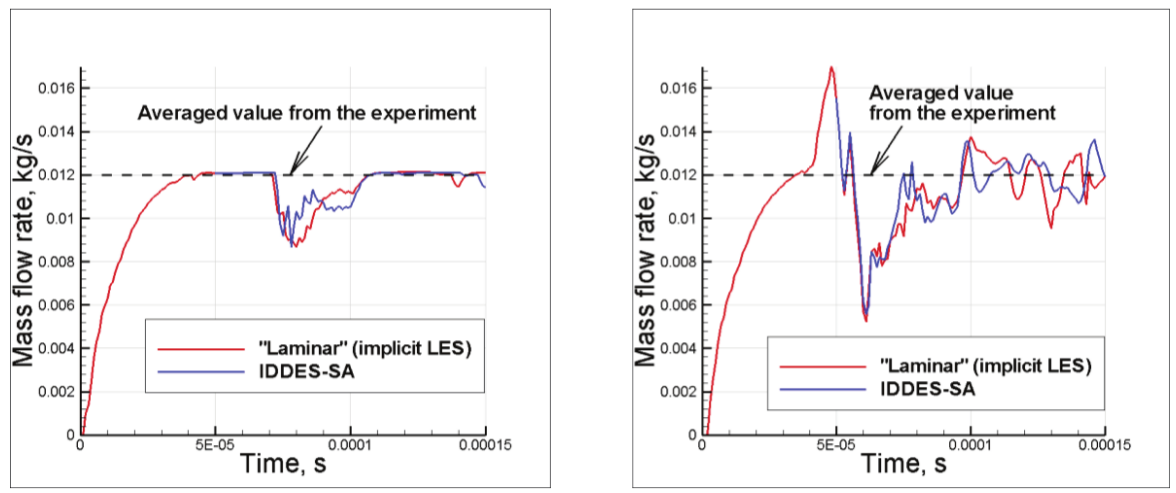 0.016
0.014
0.012
0.01
0.008
0.006
0.004
0.002
0
Mass flow rate, kg/s
Averaged value from the experiment
"Laminar" (implicit LES)
IDDES-SA
5E-05
0.0001
0.00015
Time, s
0.016
0.014
0.012
0.01
0.008
0.006
0.004
0.002
0
Mass flow rate, kg/s
Averaged value
from the experiment
"Laminar" (implicit LES)
IDDES-SA
0
5E-05
0.0001
0.00015
Time, s